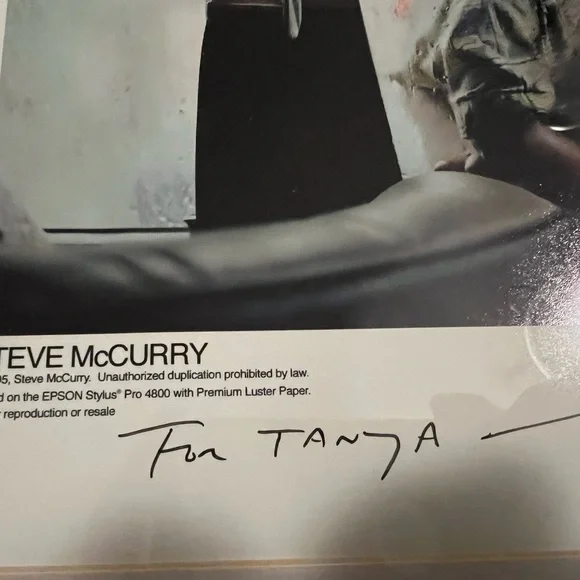 TEVE McCURRY
95, Steve McCurry. Unauthorized duplication prohibited by law.
d on the EPSON Stylus® Pro 4800 with Premium Luster Paper.
reproduction or resale
For TANYA —